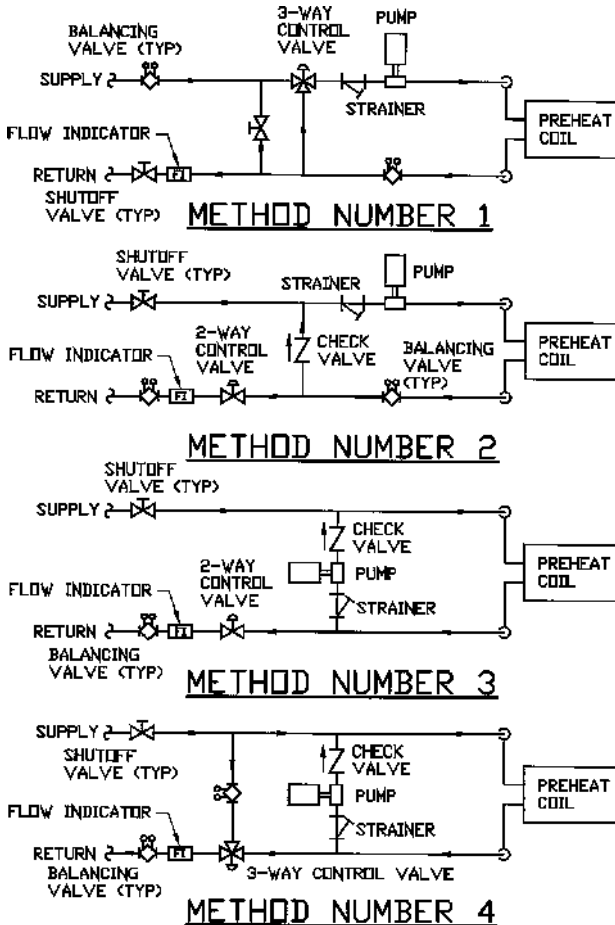 3-WAY CONTROL
VALVE
PUMP
BALANCING
VALVE (TYP)
SUPPLY
STRAINER
PREHEAT
COIL
FLOW INDICATOR
RETURN
FI
SHUTOFF
VALVE (TYP)
METHOD NUMBER 1
SHUTOFF
VALVE (TYP)
STRAINER
PUMP
SUPPLY
2-WAY
CONTROL
VALVE
CHECK
VALVE
BALANCING
VALVE
(TYP)
PREHEAT
COIL
FLOW INDICATOR
RETURN
FI
METHOD NUMBER 2
SHUTOFF
VALVE (TYP)
SUPPLY
CHECK
VALVE
2-WAY
CONTROL
VALVE
PUMP
PREHEAT
COIL
FLOW INDICATOR
STRAINER
RETURN
FI
BALANCING
VALVE (TYP)
METHOD NUMBER 3
SUPPLY
SHUTOFF
VALVE (TYP)
CHECK
VALVE
PUMP
PREHEAT
COIL
FLOW INDICATOR
STRAINER
RETURN
FI
BALANCING
VALVE (TYP)
3-WAY CONTROL VALVE
METHOD NUMBER 4